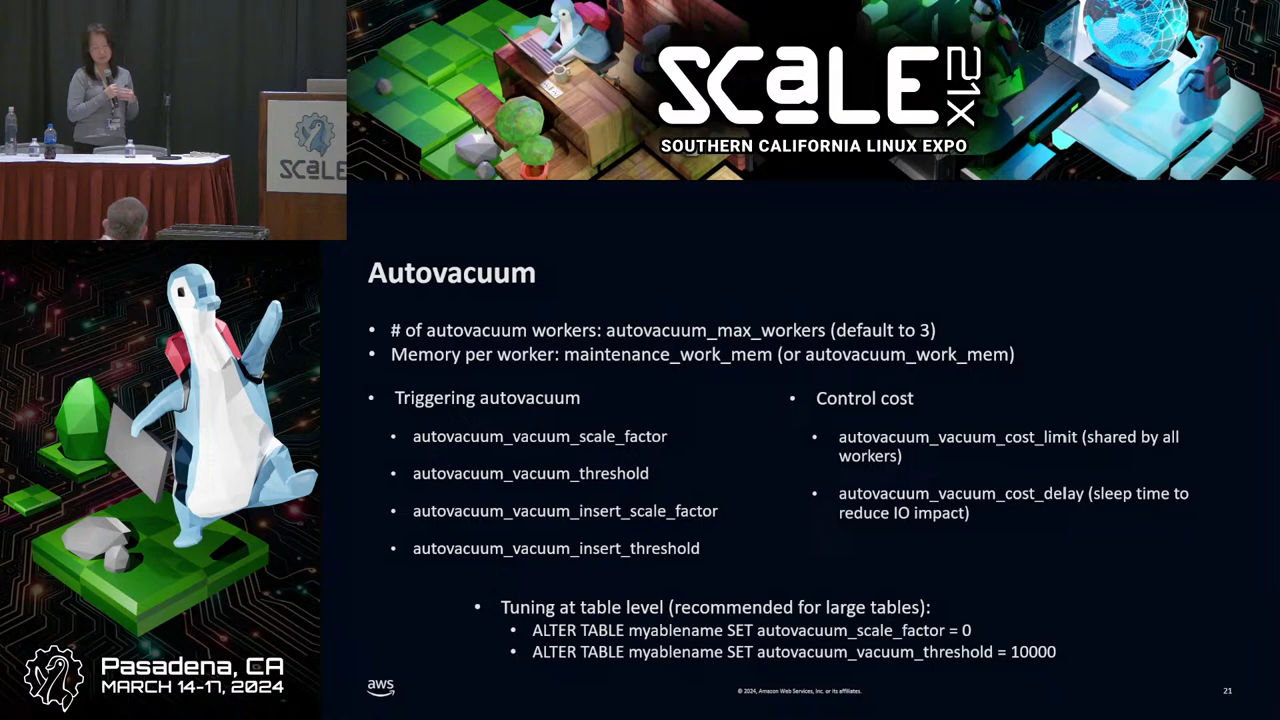 SCALE
SCALE 21X
SOUTHERN CALIFORNIA LINUX EXPO
Autovacuum
• # of autovacuum workers: autovacuum_max_workers (default to 3)
• Memory per worker: maintenance_work_mem (or autovacuum_work_mem)
• Triggering autovacuum
• autovacuum_vacuum_scale_factor
• autovacuum_vacuum_threshold
• autovacuum_vacuum_insert_scale_factor
• autovacuum_vacuum_insert_threshold
• Control cost
• autovacuum_vacuum_cost_limit (shared by all
workers)
• autovacuum_vacuum_cost_delay (sleep time to
reduce IO impact)
• Tuning at table level (recommended for large tables):
• ALTER TABLE myablename SET autovacuum_scale_factor = 0
• ALTER TABLE myablename SET autovacuum_vacuum_threshold = 10000
Pasadena, CA
MARCH 14-17, 2024
aws
© 2024, Amazon Web Services, Inc. or its affiliates.
21